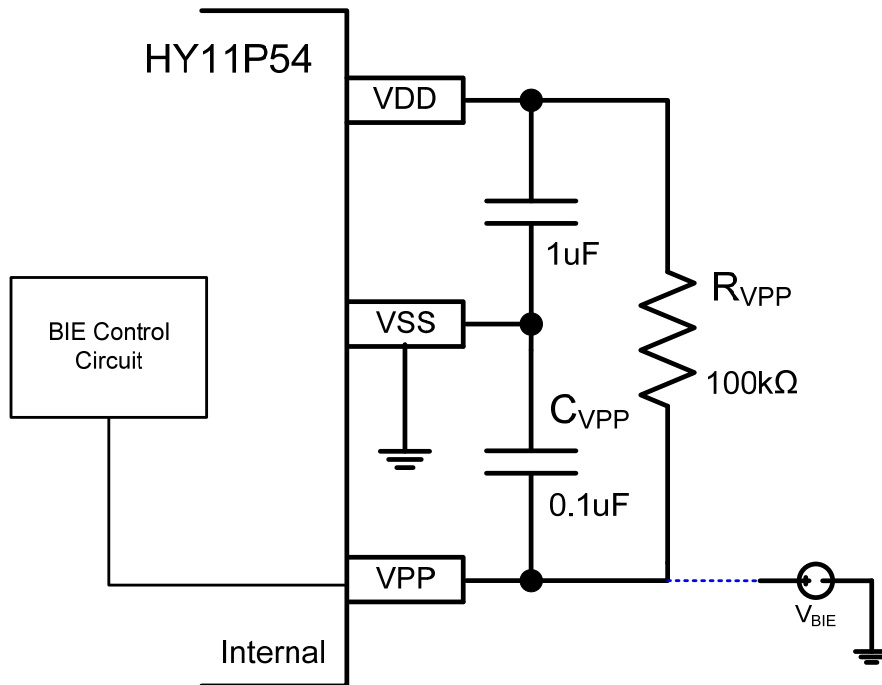 HY11P54
VDD
1uF
RVPP
100kΩ
BIE Control
Circuit
VSS
CVPP
0.1uF
VPP
VBIE
Internal